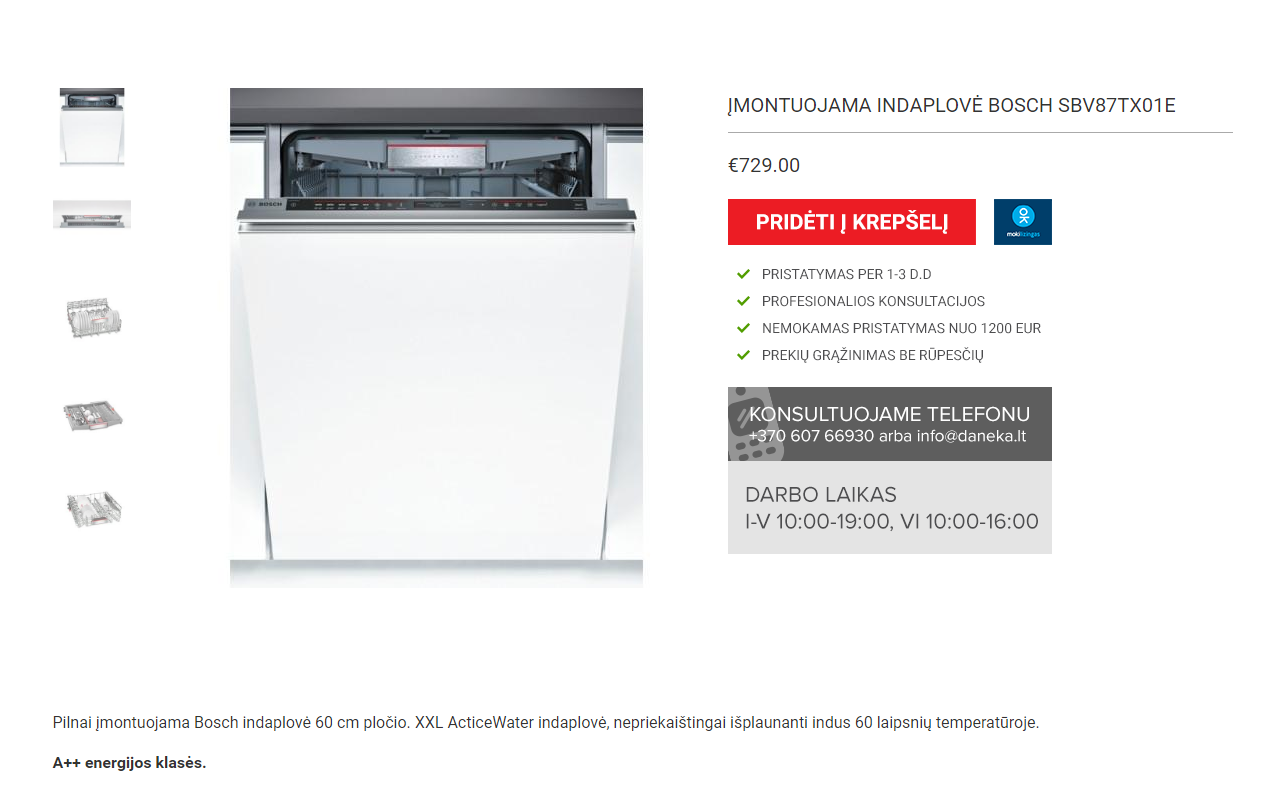 BOSCH
ĮMONTUOJAMA INDAPLOVĖ BOSCH SBV87TX01E
€729.00
PRIDĖTI Į KREPŠELĮ
mokilizingas
PRISTATYMAS PER 1-3 D.D
PROFESIONALIOS KONSULTACIJOS
NEMOKAMAS PRISTATYMAS NUO 1200 EUR
PREKIŲ GRĄŽINIMAS BE RŪPESČIŲ
KONSULTUOJAME TELEFONU
+370 607 66930 arba info@daneka.lt
DARBO LAIKAS
I-V 10:00-19:00, VI 10:00-16:00
Pilnai įmontuojama Bosch indaplovė 60 cm pločio. XXL ActiceWater indaplovė, nepriekaištingai išplaunanti indus 60 laipsnių temperatūroje.
A++ energijos klasės.